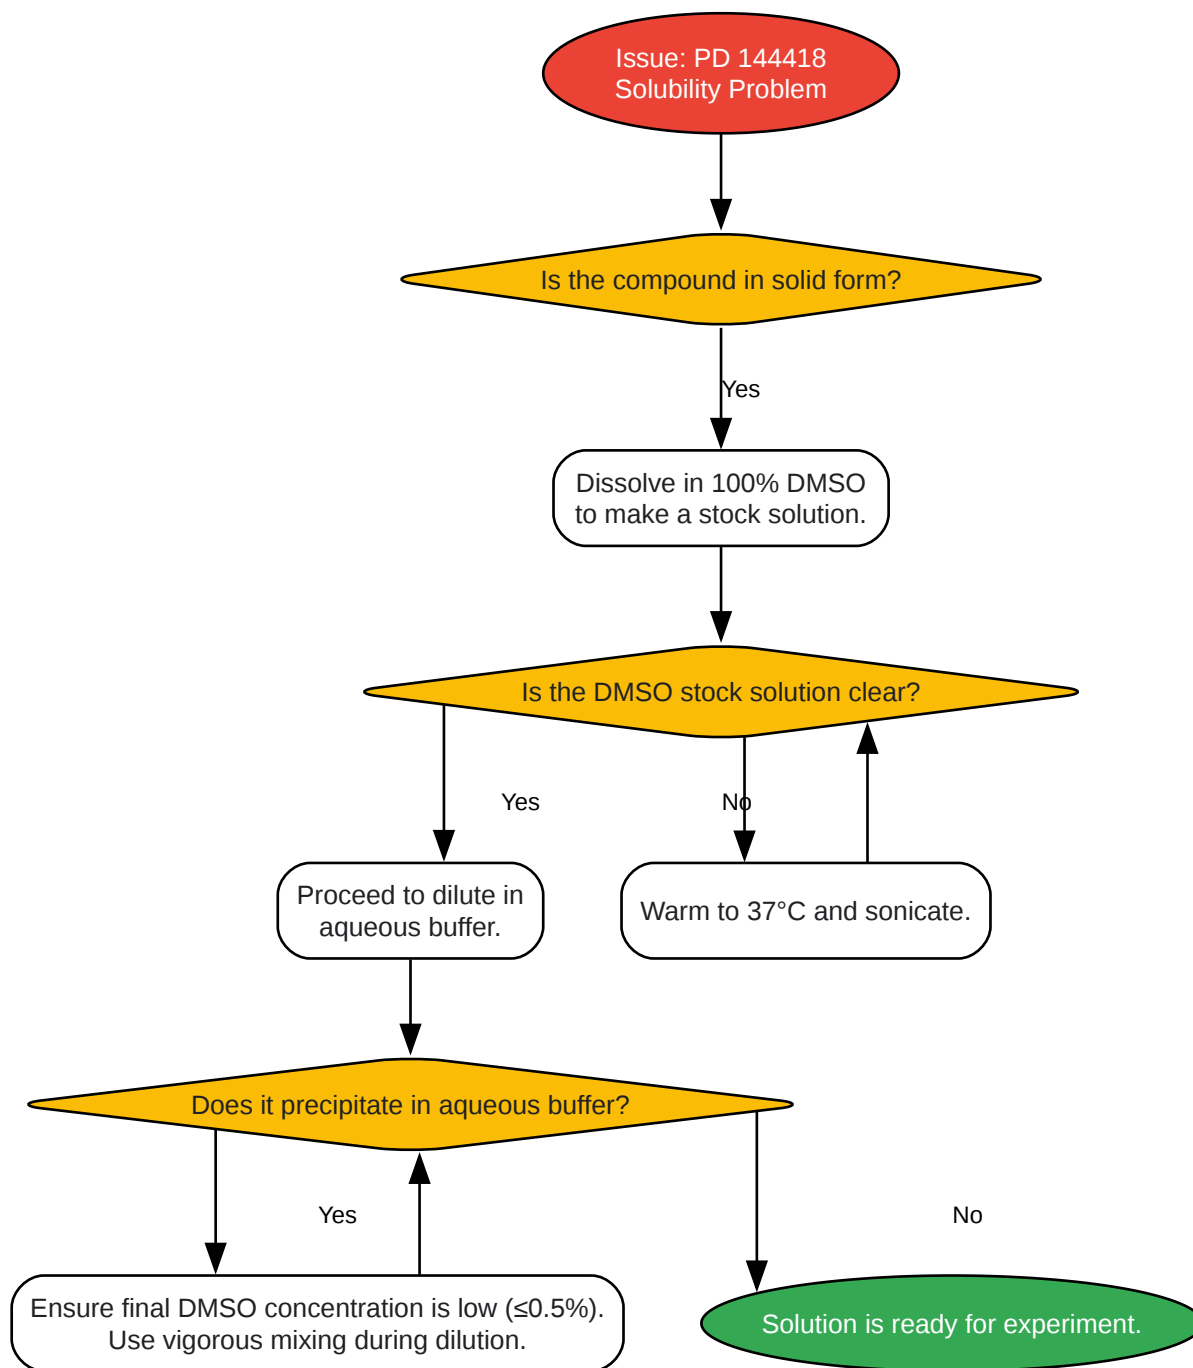 Issue: PD 144418
Solubility Problem
Is the compound in solid form?
Yes
Dissolve in 100% DMSO
to make a stock solution.
Is the DMSO stock solution clear?
Yes
No
Proceed to dilute in
aqueous buffer.
Warm to 37°C and sonicate.
Does it precipitate in aqueous buffer?
Yes
No
Ensure final DMSO concentration is low (≤0.5%).
Use vigorous mixing during dilution.
Solution is ready for experiment.